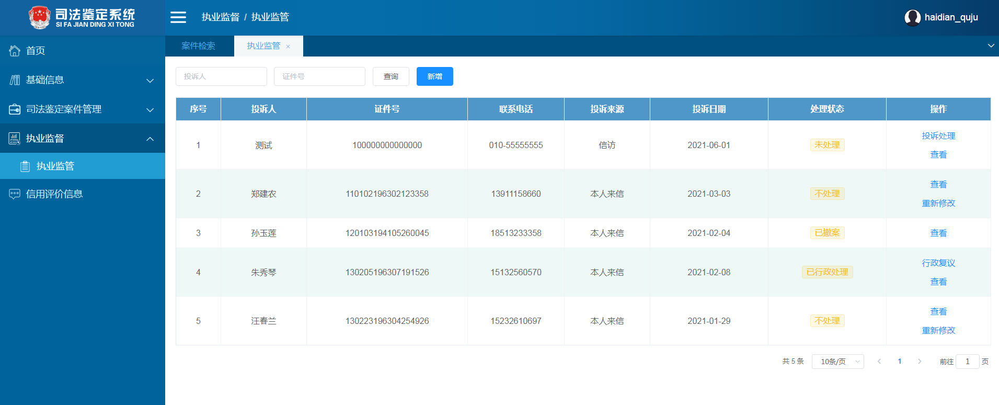 司法鉴定系统
SI FA JIAN DING XI TONG
执业监督 / 执业监管
haidian_quju
首页
基础信息
司法鉴定案件管理
执业监督
执业监管
信用评价信息
案件检索 执业监管 ×
投诉人 证件号 查询 新增
序号 投诉人 证件号 联系电话 投诉来源 投诉日期 处理状态 操作
1 测试 100000000000000 010-55555555 信访 2021-06-01 未处理 投诉处理
查看
2 郑建农 110102196302123358 13911158660 本人来信 2021-03-03 不处理 查看
重新修改
3 孙玉莲 120103194105260045 18513233358 本人来信 2021-02-04 已撤案 查看
4 朱秀琴 130205196307191526 15132560570 本人来信 2021-02-08 已行政处理 行政复议
查看
5 汪春兰 130223196304254926 15232610697 本人来信 2021-01-29 不处理 查看
重新修改
共 5 条 10条/页 < 1 > 前往 1 页